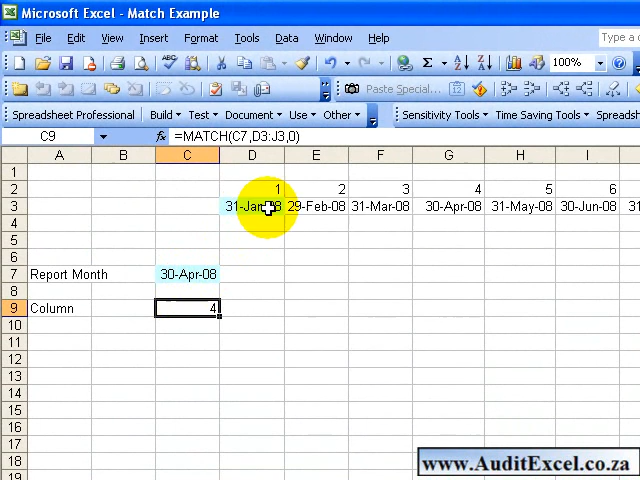 Microsoft Excel - Match Example
File Edit View Insert Format Tools Data Window Help Type a
Paste Special... 100%
Spreadsheet Professional Build Test Document Use Other Sensitivity Tools Time Saving Tools Spreads
C9 fx =MATCH(C7,D3:J3,0)
A B C D E F G H I
1
2 1 2 3 4 5 6
3 31-Jan-08 29-Feb-08 31-Mar-08 30-Apr-08 31-May-08 30-Jun-08 31
4
5
6
7 Report Month 30-Apr-08
8
9 Column 4
10
11
12
13
14
15
16
17
18
19
www.AuditExcel.co.za